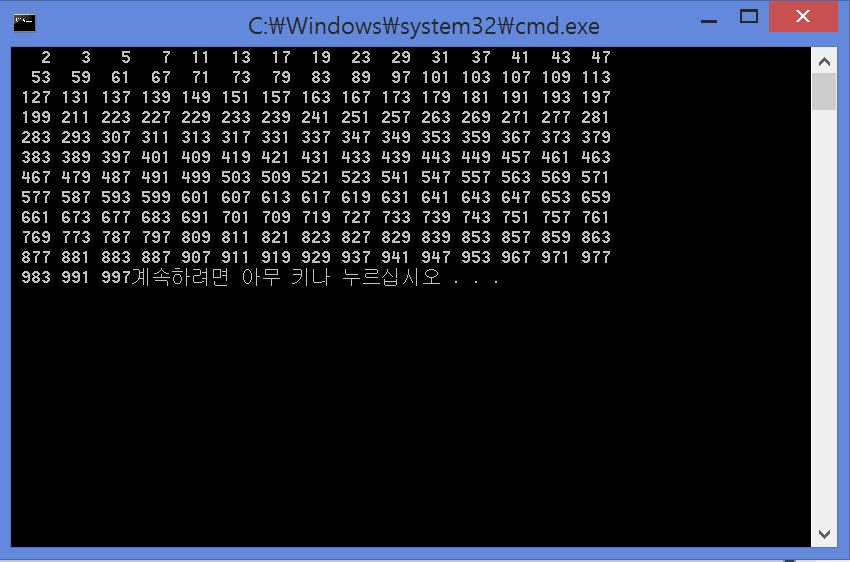 C:₩Windows₩system32₩cmd.exe
2 3 5 7 11 13 17 19 23 29 31 37 41 43 47
53 59 61 67 71 73 79 83 89 97 101 103 107 109 113
127 131 137 139 149 151 157 163 167 173 179 181 191 193 197
199 211 223 227 229 233 239 241 251 257 263 269 271 277 281
283 293 307 311 313 317 331 337 347 349 353 359 367 373 379
383 389 397 401 409 419 421 431 433 439 443 449 457 461 463
467 479 487 491 499 503 509 521 523 541 547 557 563 569 571
577 587 593 599 601 607 613 617 619 631 641 643 647 653 659
661 673 677 683 691 701 709 719 727 733 739 743 751 757 761
769 773 787 797 809 811 821 823 827 829 839 853 857 859 863
877 881 883 887 907 911 919 929 937 941 947 953 967 971 977
983 991 997계속하려면 아무 키나 누르십시오 . . .